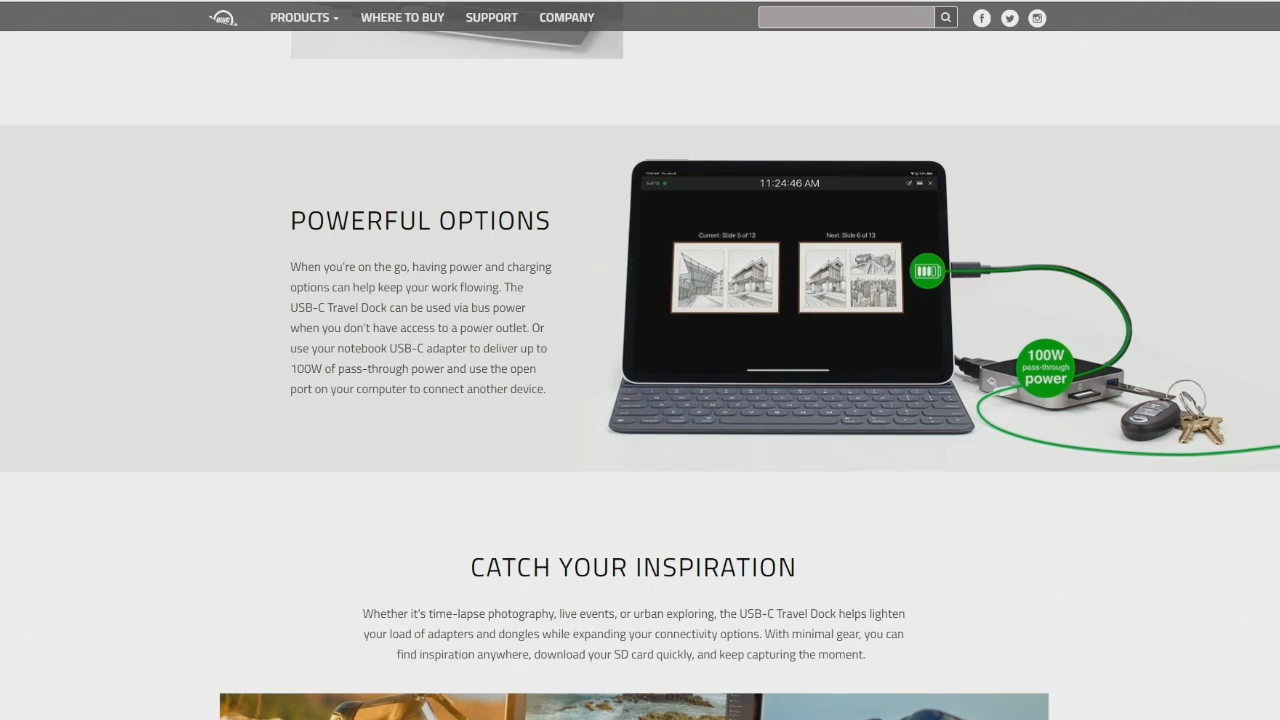 OWC
PRODUCTS
WHERE TO BUY
SUPPORT
COMPANY
5 of 13
11:24:46 AM
Current: Slide 5 of 13
Next: Slide 6 of 13
POWERFUL OPTIONS
When you're on the go, having power and charging
options can help keep your work flowing. The
USB-C Travel Dock can be used via bus power
when you don't have access to a power outlet. Or
use your notebook USB-C adapter to deliver up to
100W of pass-through power and use the open
port on your computer to connect another device.
100W
pass-through
power
CATCH YOUR INSPIRATION
Whether it's time-lapse photography, live events, or urban exploring, the USB-C Travel Dock helps lighten
your load of adapters and dongles while expanding your connectivity options. With minimal gear, you can
find inspiration anywhere, download your SD card quickly, and keep capturing the moment.